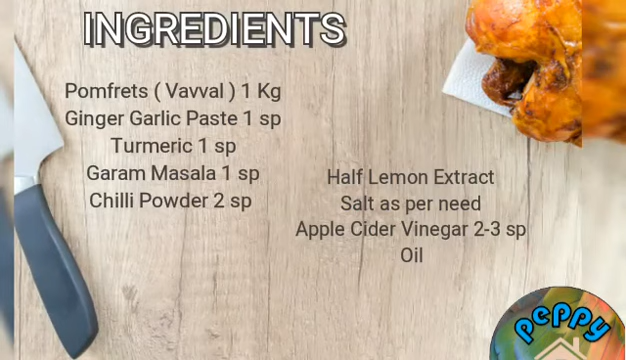 INGREDIENTS
Pomfrets ( Vavval ) 1 Kg
Ginger Garlic Paste 1 sp
Turmeric 1 sp
Garam Masala 1 sp
Chilli Powder 2 sp
Half Lemon Extract
Salt as per need
Apple Cider Vinegar 2-3 sp
Oil
PePPy